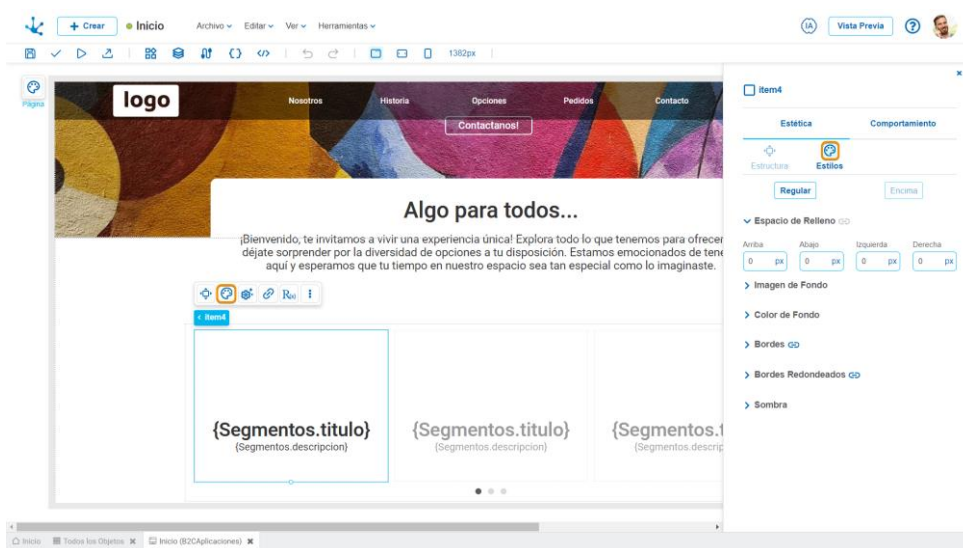 + Crear
Inicio
Archivo
Editar
Ver
Herramientas
IA
Vista Previa
?
1382px
Página
logo
Nosotros
Historia
Opciones
Pedidos
Contacto
Contactanos!
Algo para todos...
¡Bienvenido, te invitamos a vivir una experiencia única! Explora todo lo que tenemos para ofrecer
déjate sorprender por la diversidad de opciones a tu disposición. Estamos emocionados de tene
aquí y esperamos que tu tiempo en nuestro espacio sea tan especial como lo imaginaste.
item4
{Segmentos.titulo}
{Segmentos.descripcion}
{Segmentos.titulo}
{Segmentos.descripcion}
{Segmentos.t
{Segmentos.descrip
item4
Estética
Comportamiento
Estructura
Estilos
Regular
Encima
Espacio de Relleno
Arriba
Abajo
Izquierda
Derecha
0 px
0 px
0 px
0 px
Imagen de Fondo
Color de Fondo
Bordes
Bordes Redondeados
Sombra
Inicio
Todos los Objetos
Inicio (B2CAplicaciones)